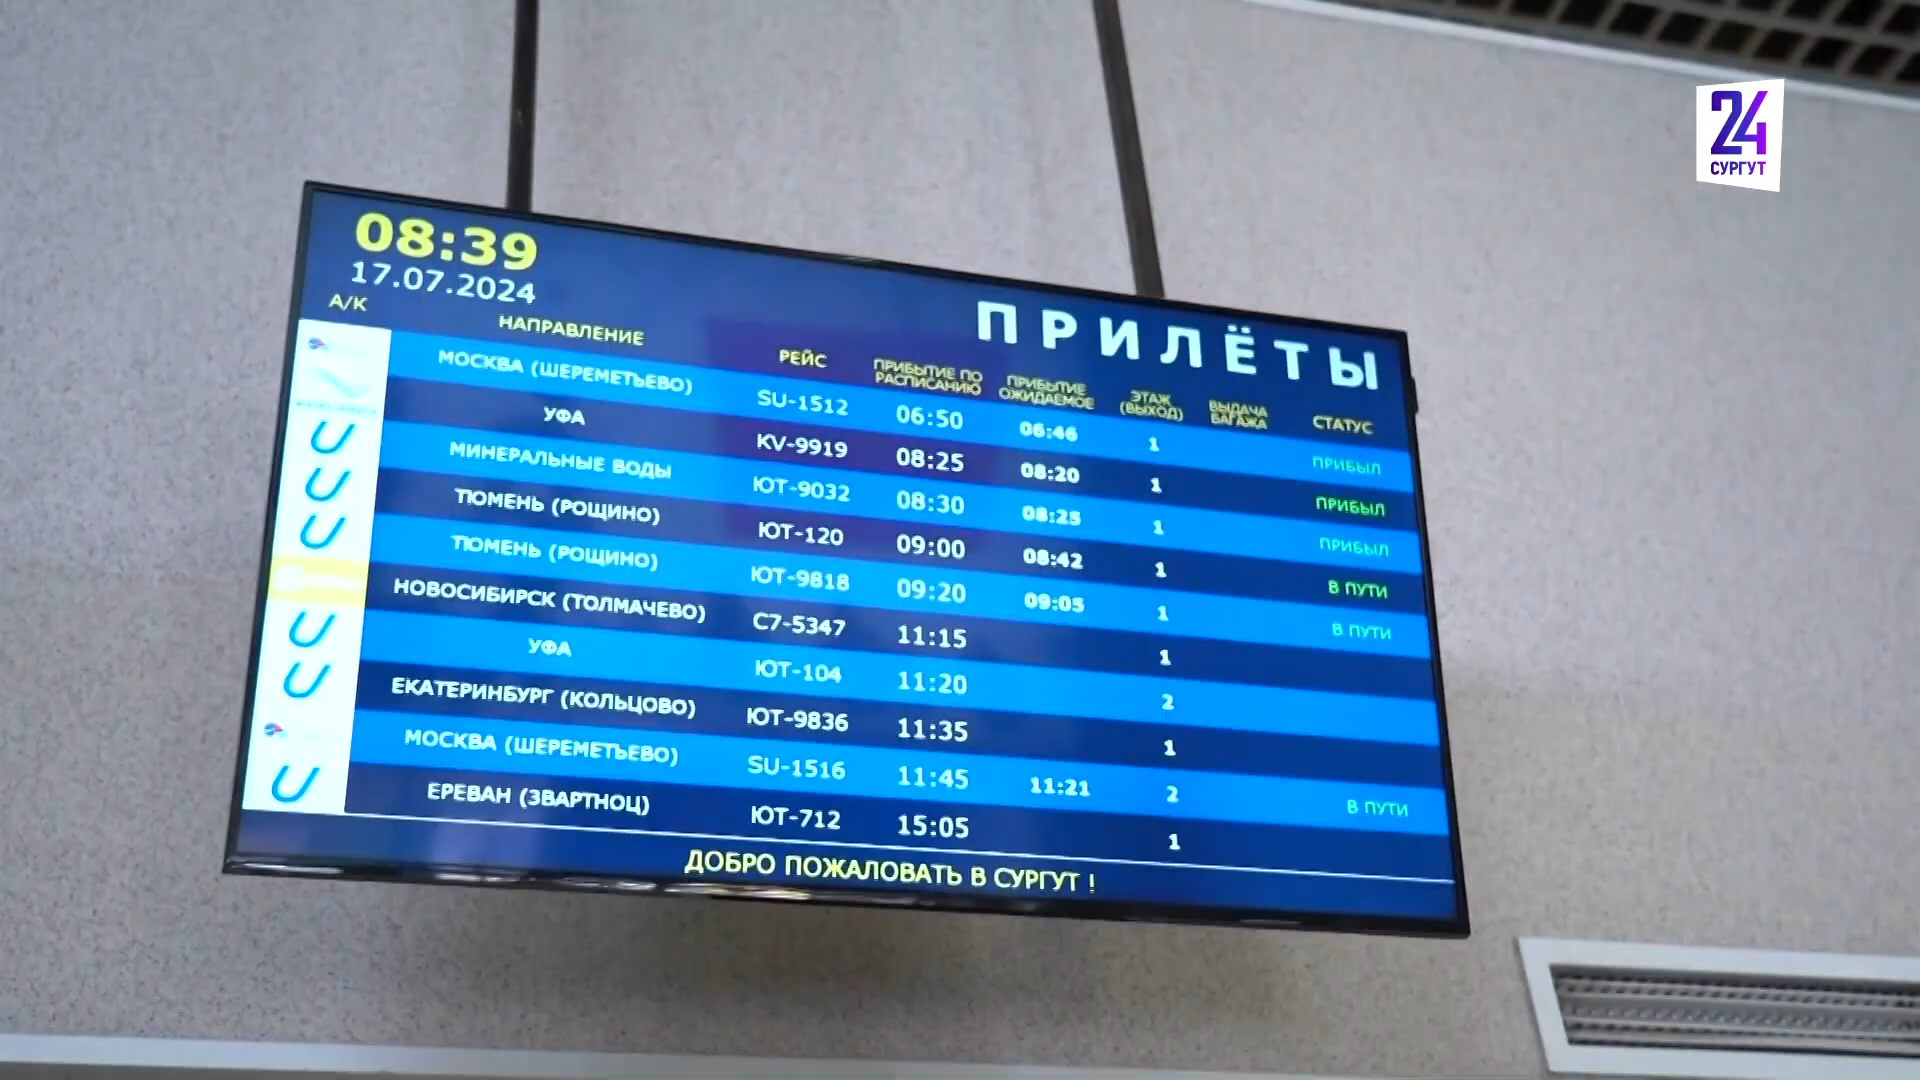 24
СУРГУТ
08:39
17.07.2024
ПРИЛЁТЫ
А/К НАПРАВЛЕНИЕ РЕЙС ПРИБЫТИЕ ПО РАСПИСАНИЮ ПРИБЫТИЕ ОЖИДАЕМОЕ ЭТАЖ (ВЫХОД) ВЫДАЧА БАГАЖА СТАТУС
МОСКВА (ШЕРЕМЕТЬЕВО) SU-1512 06:50 06:46 1 ПРИБЫЛ
УФА KV-9919 08:25 08:20 1 ПРИБЫЛ
МИНЕРАЛЬНЫЕ ВОДЫ ЮТ-9032 08:30 08:25 1 ПРИБЫЛ
ТЮМЕНЬ (РОЩИНО) ЮТ-120 09:00 08:42 1 В ПУТИ
ТЮМЕНЬ (РОЩИНО) ЮТ-9818 09:20 09:05 1 В ПУТИ
НОВОСИБИРСК (ТОЛМАЧЕВО) С7-5347 11:15 1
УФА ЮТ-104 11:20 2
ЕКАТЕРИНБУРГ (КОЛЬЦОВО) ЮТ-9836 11:35 1
МОСКВА (ШЕРЕМЕТЬЕВО) SU-1516 11:45 11:21 2 В ПУТИ
ЕРЕВАН (ЗВАРТНОЦ) ЮТ-712 15:05 1
ДОБРО ПОЖАЛОВАТЬ В СУРГУТ !